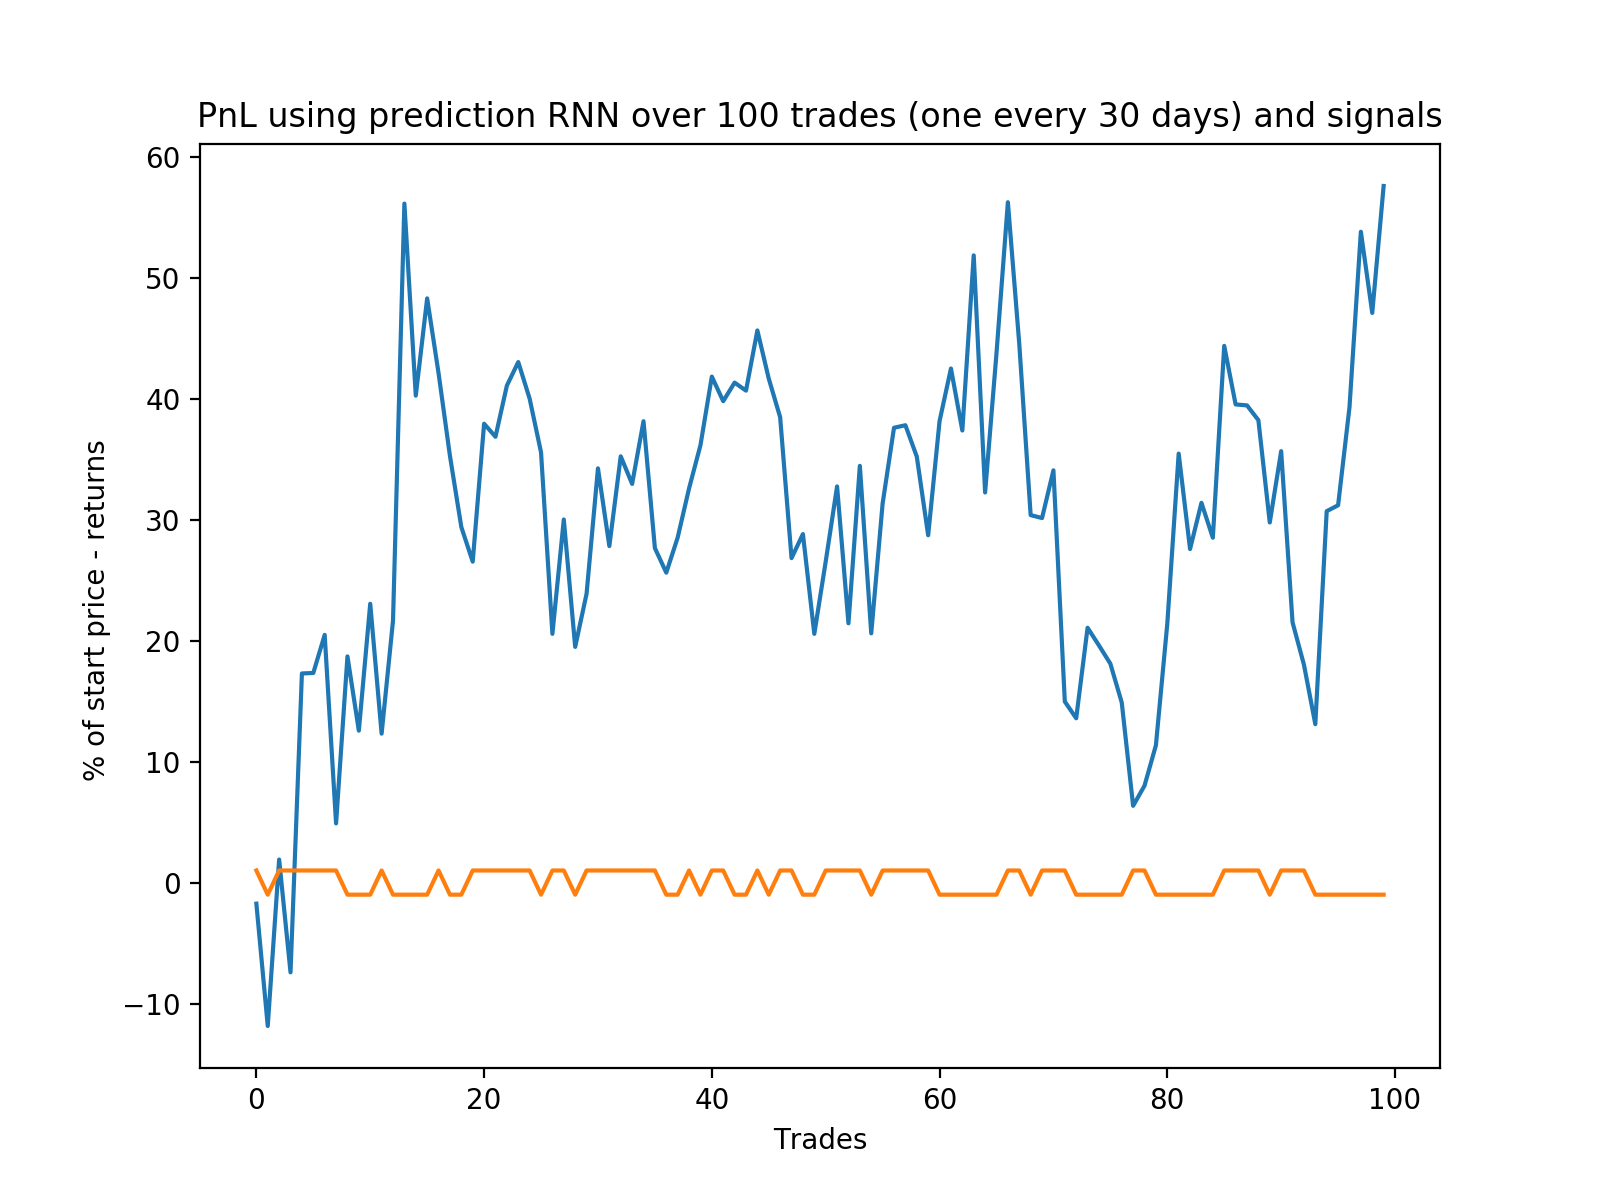 PnL using prediction RNN over 100 trades (one every 30 days) and signals
60
50
40
30
20
10
0
−10
% of start price - returns
0 20 40 60 80 100
Trades